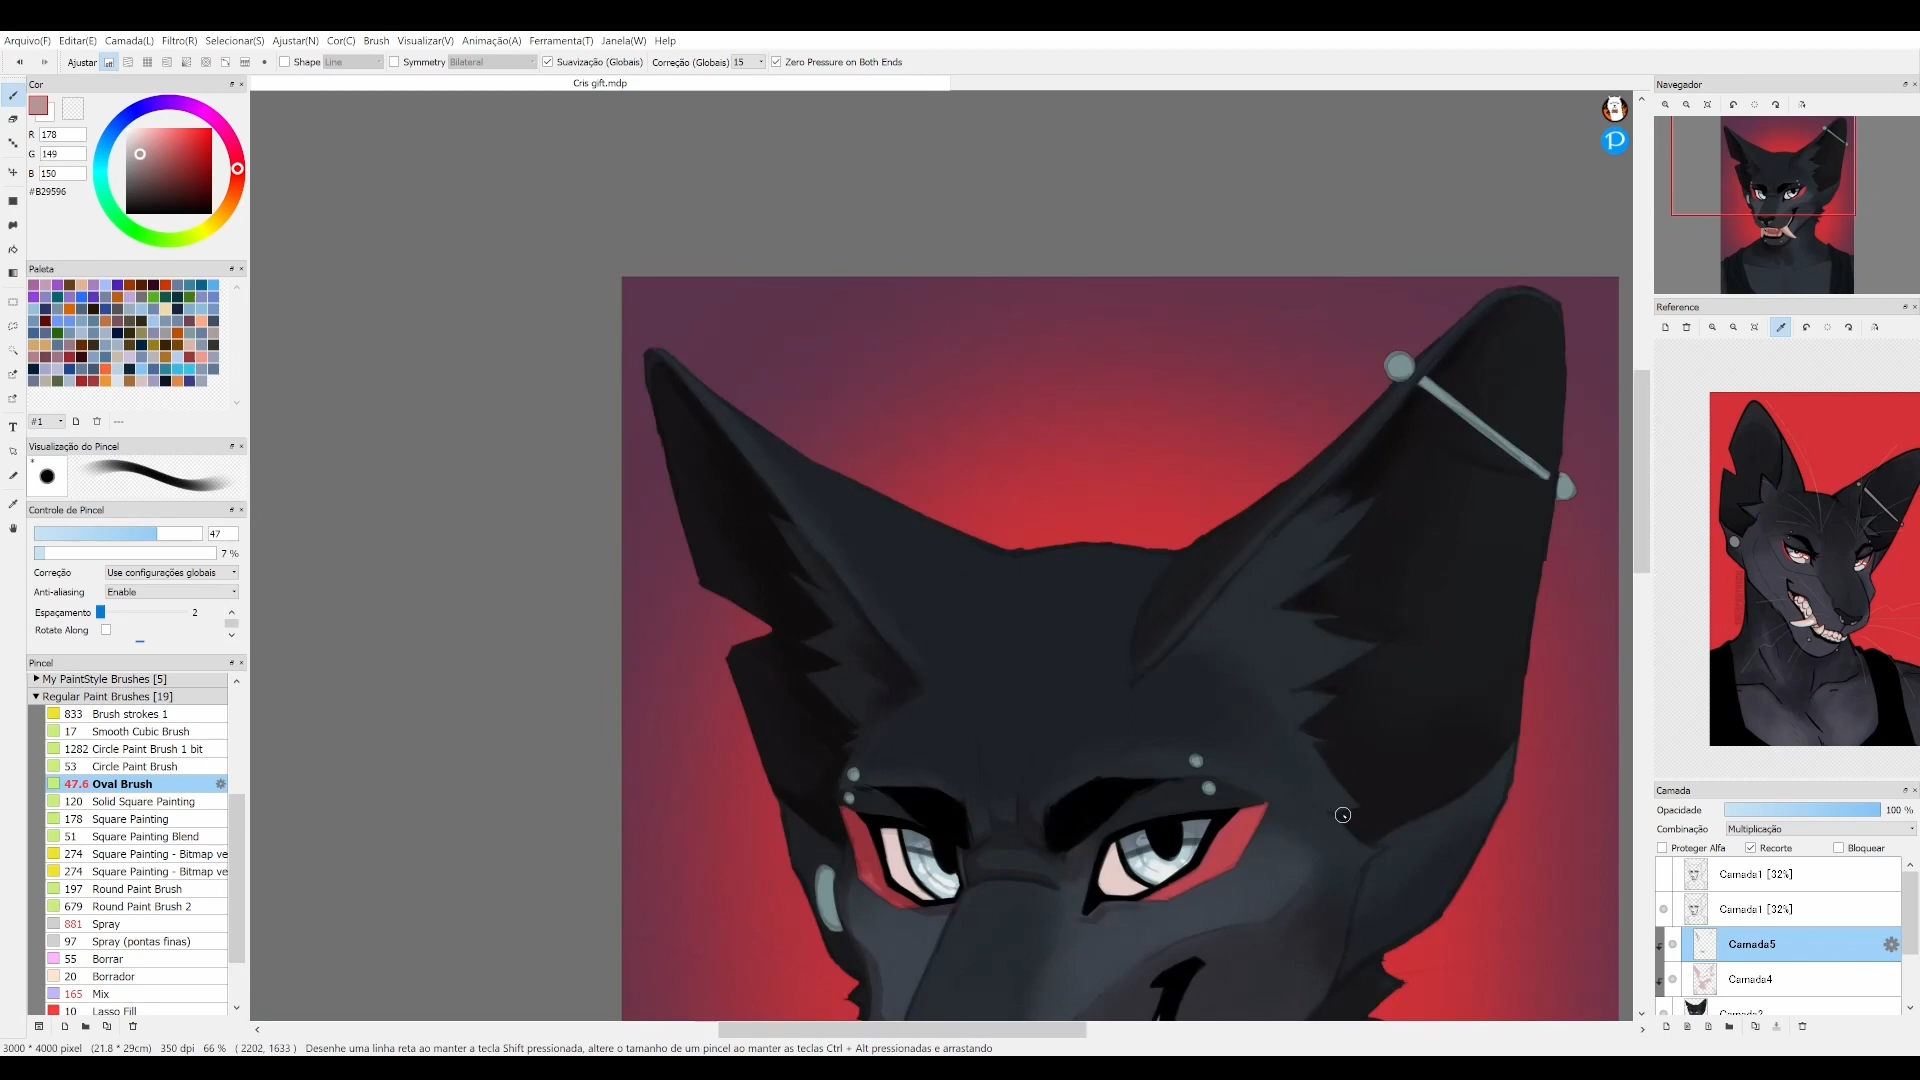 Arquivo(F) Editar(E) Camada(L) Filtro(R) Selecionar(S) Ajustar(N) Cor(C) Brush Visualizar(V) Animação(A) Ferramenta(T) Janela(W) Help
Ajustar Shape Line Symmetry Bilateral Suavização (Globais) Correção (Globais) 15 Zero Pressure on Both Ends
Cor
Cris gift.mdp
R 178
G 149
B 150
#B29596
Paleta
#1
---
Visualização do Pincel
*
Controle de Pincel
47
7 %
Correção Use configurações globais
Anti-aliasing Enable
Espaçamento 2
Rotate Along
Pincel
My PaintStyle Brushes [5]
Regular Paint Brushes [19]
833 Brush strokes 1
17 Smooth Cubic Brush
1282 Circle Paint Brush 1 bit
53 Circle Paint Brush
47.6 Oval Brush
120 Solid Square Painting
178 Square Painting
51 Square Painting Blend
274 Square Painting - Bitmap ve
274 Square Painting - Bitmap ve
197 Round Paint Brush
679 Round Paint Brush 2
881 Spray
97 Spray (pontas finas)
55 Borrar
20 Borrador
165 Mix
10 Lasso Fill
Navegador
Reference
Camada
Opacidade 100 %
Combinação Multiplicação
Proteger Alfa Recorte Bloquear
Camada1 [32%]
Camada1 [32%]
Camada5
Camada4
3000 * 4000 pixel (21.8 * 29cm) 350 dpi 66 % ( 2202, 1633 ) Desenhe uma linha reta ao manter a tecla Shift pressionada, altere o tamanho de um pincel ao manter as teclas Ctrl + Alt pressionadas e arrastando